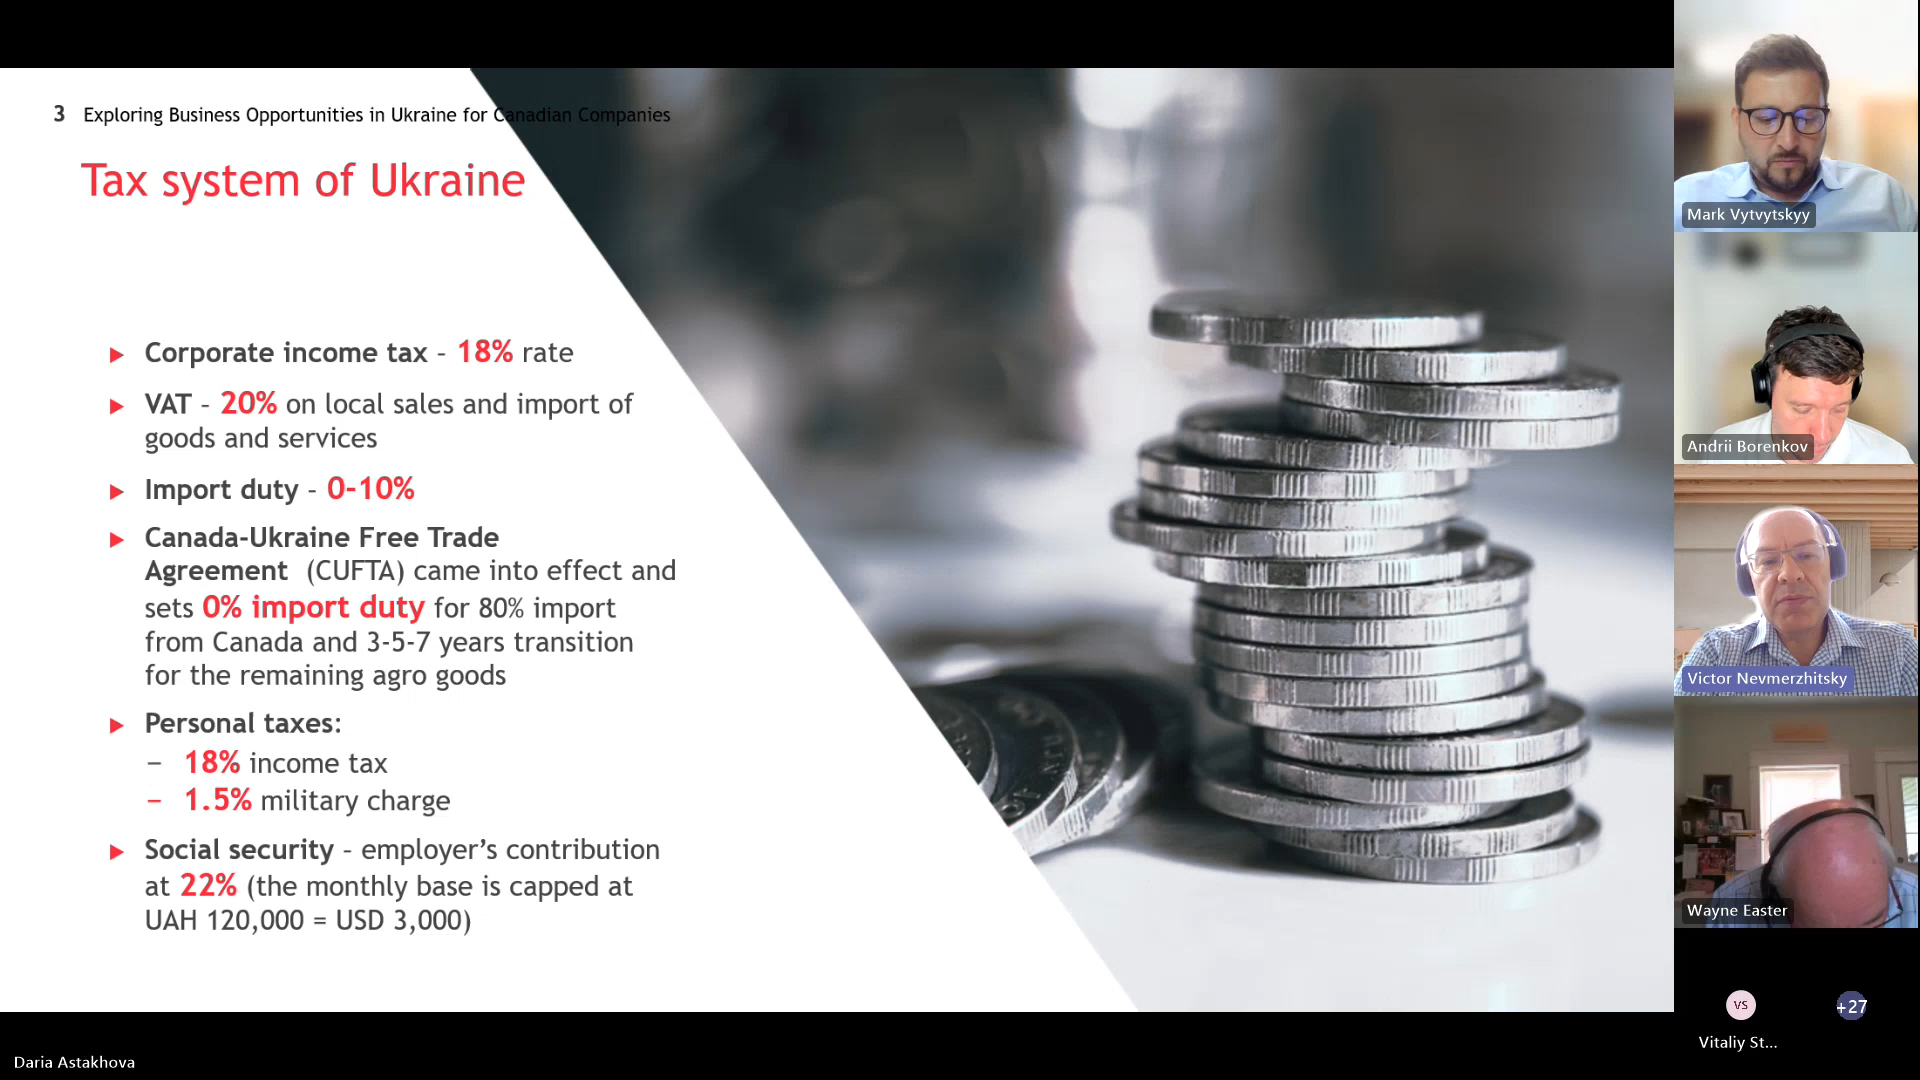 3 Exploring Business Opportunities in Ukraine for Canadian Companies
Tax system of Ukraine
Corporate income tax – 18% rate
VAT – 20% on local sales and import of
goods and services
Import duty – 0-10%
Canada-Ukraine Free Trade
Agreement (CUFTA) came into effect and
sets 0% import duty for 80% import
from Canada and 3-5-7 years transition
for the remaining agro goods
Personal taxes:
– 18% income tax
– 1.5% military charge
Social security – employer’s contribution
at 22% (the monthly base is capped at
UAH 120,000 = USD 3,000)
Mark Vytvytskyy
Andrii Borenkov
Victor Nevmerzhitsky
Wayne Easter
VS
+27
Vitaliy St...
Daria Astakhova